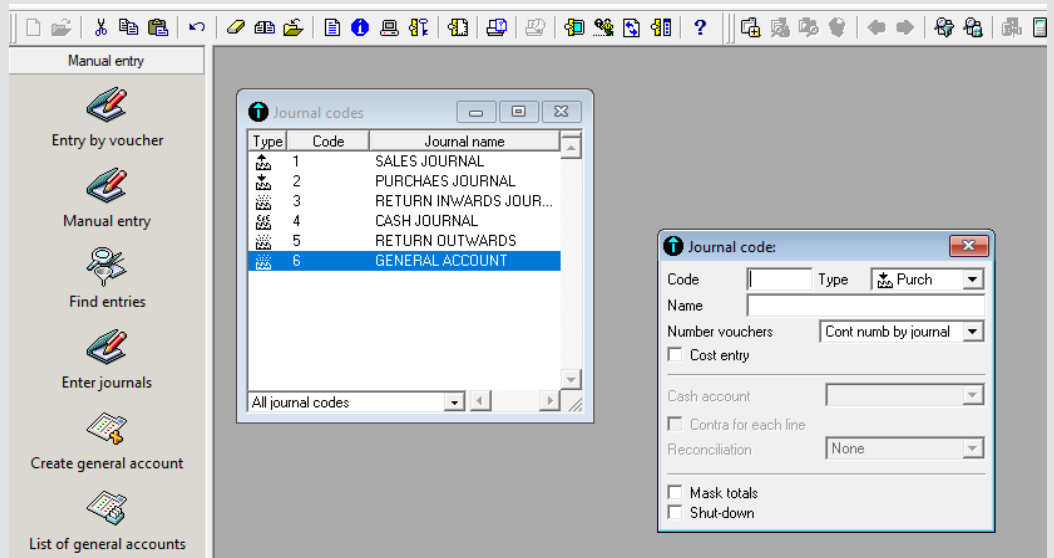 Manual entry
Entry by voucher
Manual entry
Find entries
Enter journals
Create general account
List of general accounts
Journal codes
Type Code Journal name
1 SALES JOURNAL
2 PURCHAES JOURNAL
3 RETURN INWARDS JOUR...
4 CASH JOURNAL
5 RETURN OUTWARDS
6 GENERAL ACCOUNT
All journal codes
Journal code:
Code Type Purch
Name
Number vouchers Cont numb by journal
Cost entry
Cash account
Contra for each line
Reconciliation None
Mask totals
Shut-down